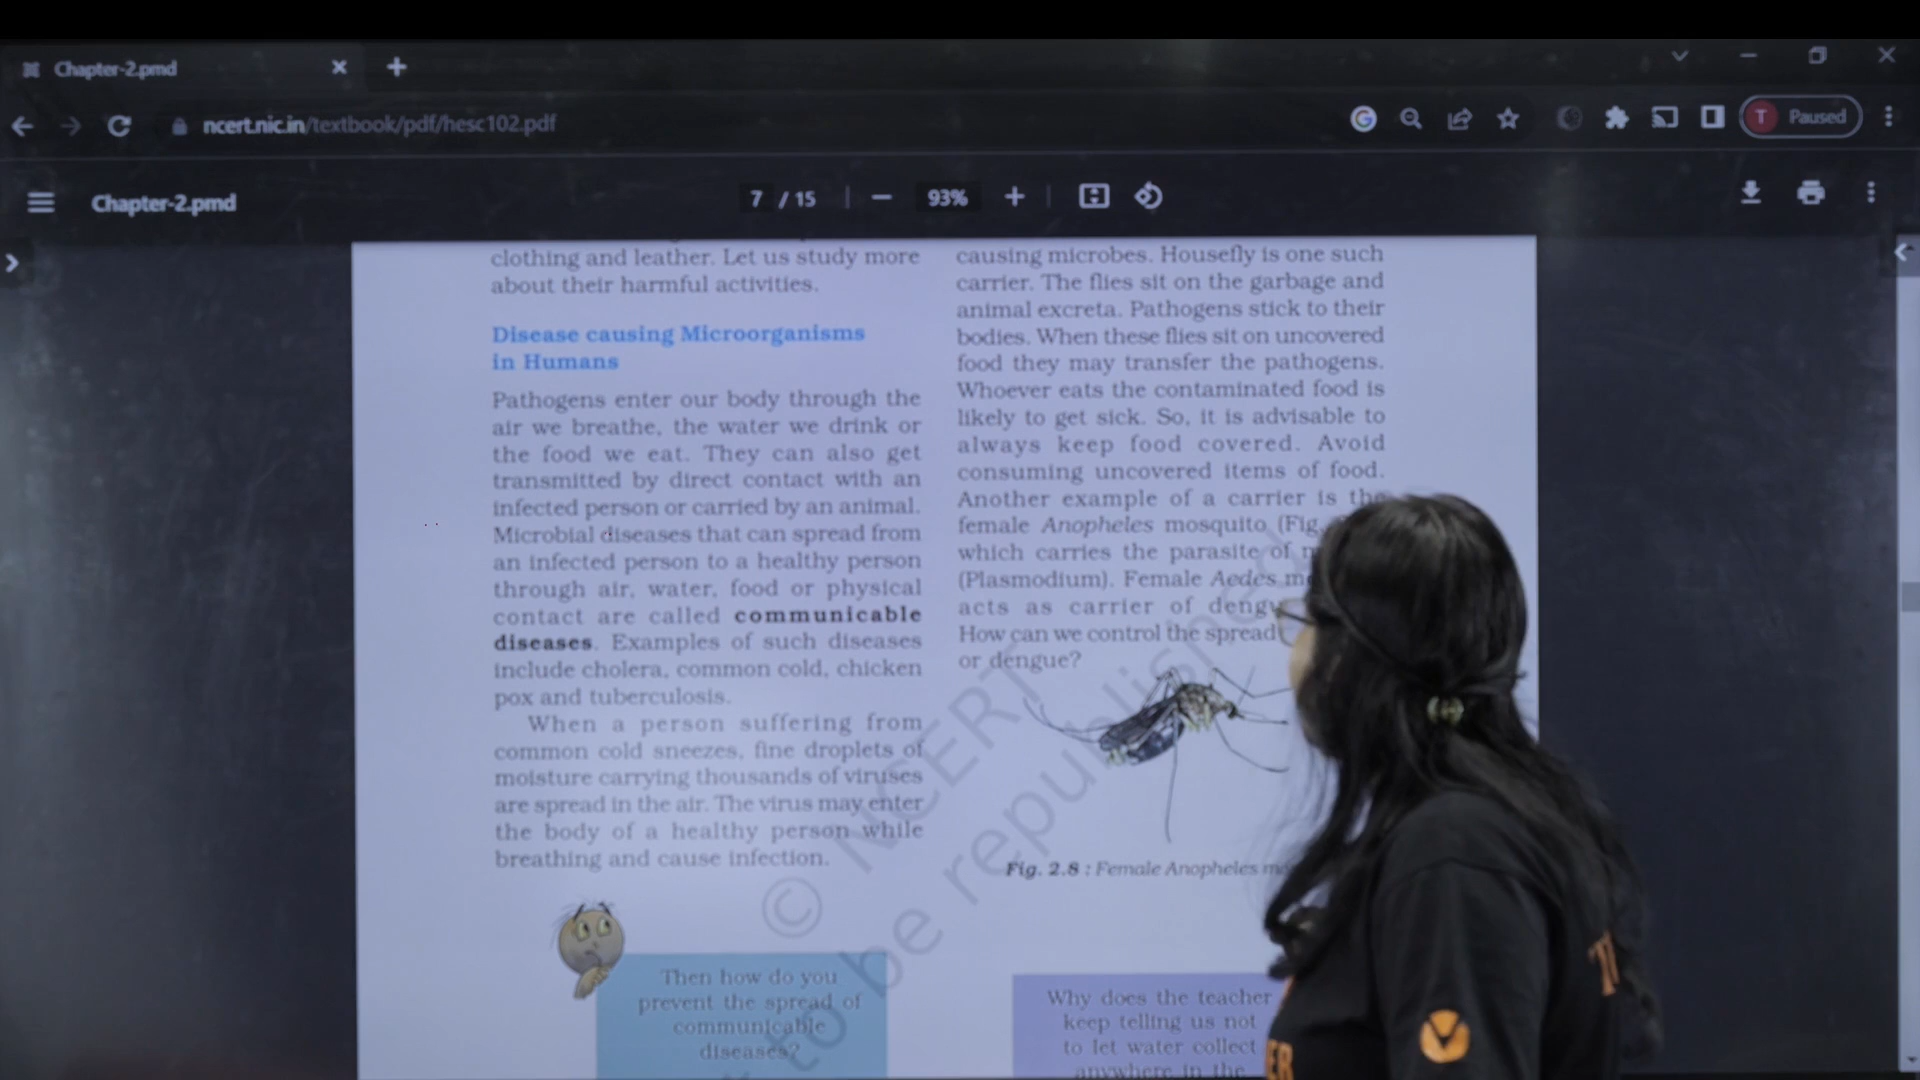 Chapter-2.pmd
ncert.nic.in/textbook/pdf/hesc102.pdf
T Paused
Chapter-2.pmd
7 / 15
93%
clothing and leather. Let us study more
about their harmful activities.
Disease causing Microorganisms
in Humans
Pathogens enter our body through the
air we breathe, the water we drink or
the food we eat. They can also get
transmitted by direct contact with an
infected person or carried by an animal.
Microbial diseases that can spread from
an infected person to a healthy person
through air, water, food or physical
contact are called communicable
diseases. Examples of such diseases
include cholera, common cold, chicken
pox and tuberculosis.
When a person suffering from
common cold sneezes, fine droplets of
moisture carrying thousands of viruses
are spread in the air. The virus may enter
the body of a healthy person while
breathing and cause infection.
Then how do you
prevent the spread of
communicable
diseases?
causing microbes. Housefly is one such
carrier. The flies sit on the garbage and
animal excreta. Pathogens stick to their
bodies. When these flies sit on uncovered
food they may transfer the pathogens.
Whoever eats the contaminated food is
likely to get sick. So, it is advisable to
always keep food covered. Avoid
consuming uncovered items of food.
Another example of a carrier is the
female Anopheles mosquito (Fig.
which carries the parasite of
(Plasmodium). Female Aedes
acts as carrier of
How can we control the spread
or dengue?
Fig. 2.8 : Female Anopheles
Why does the teacher
keep telling us not
to let water collect
anywhere in the
© NCERT
to be republished